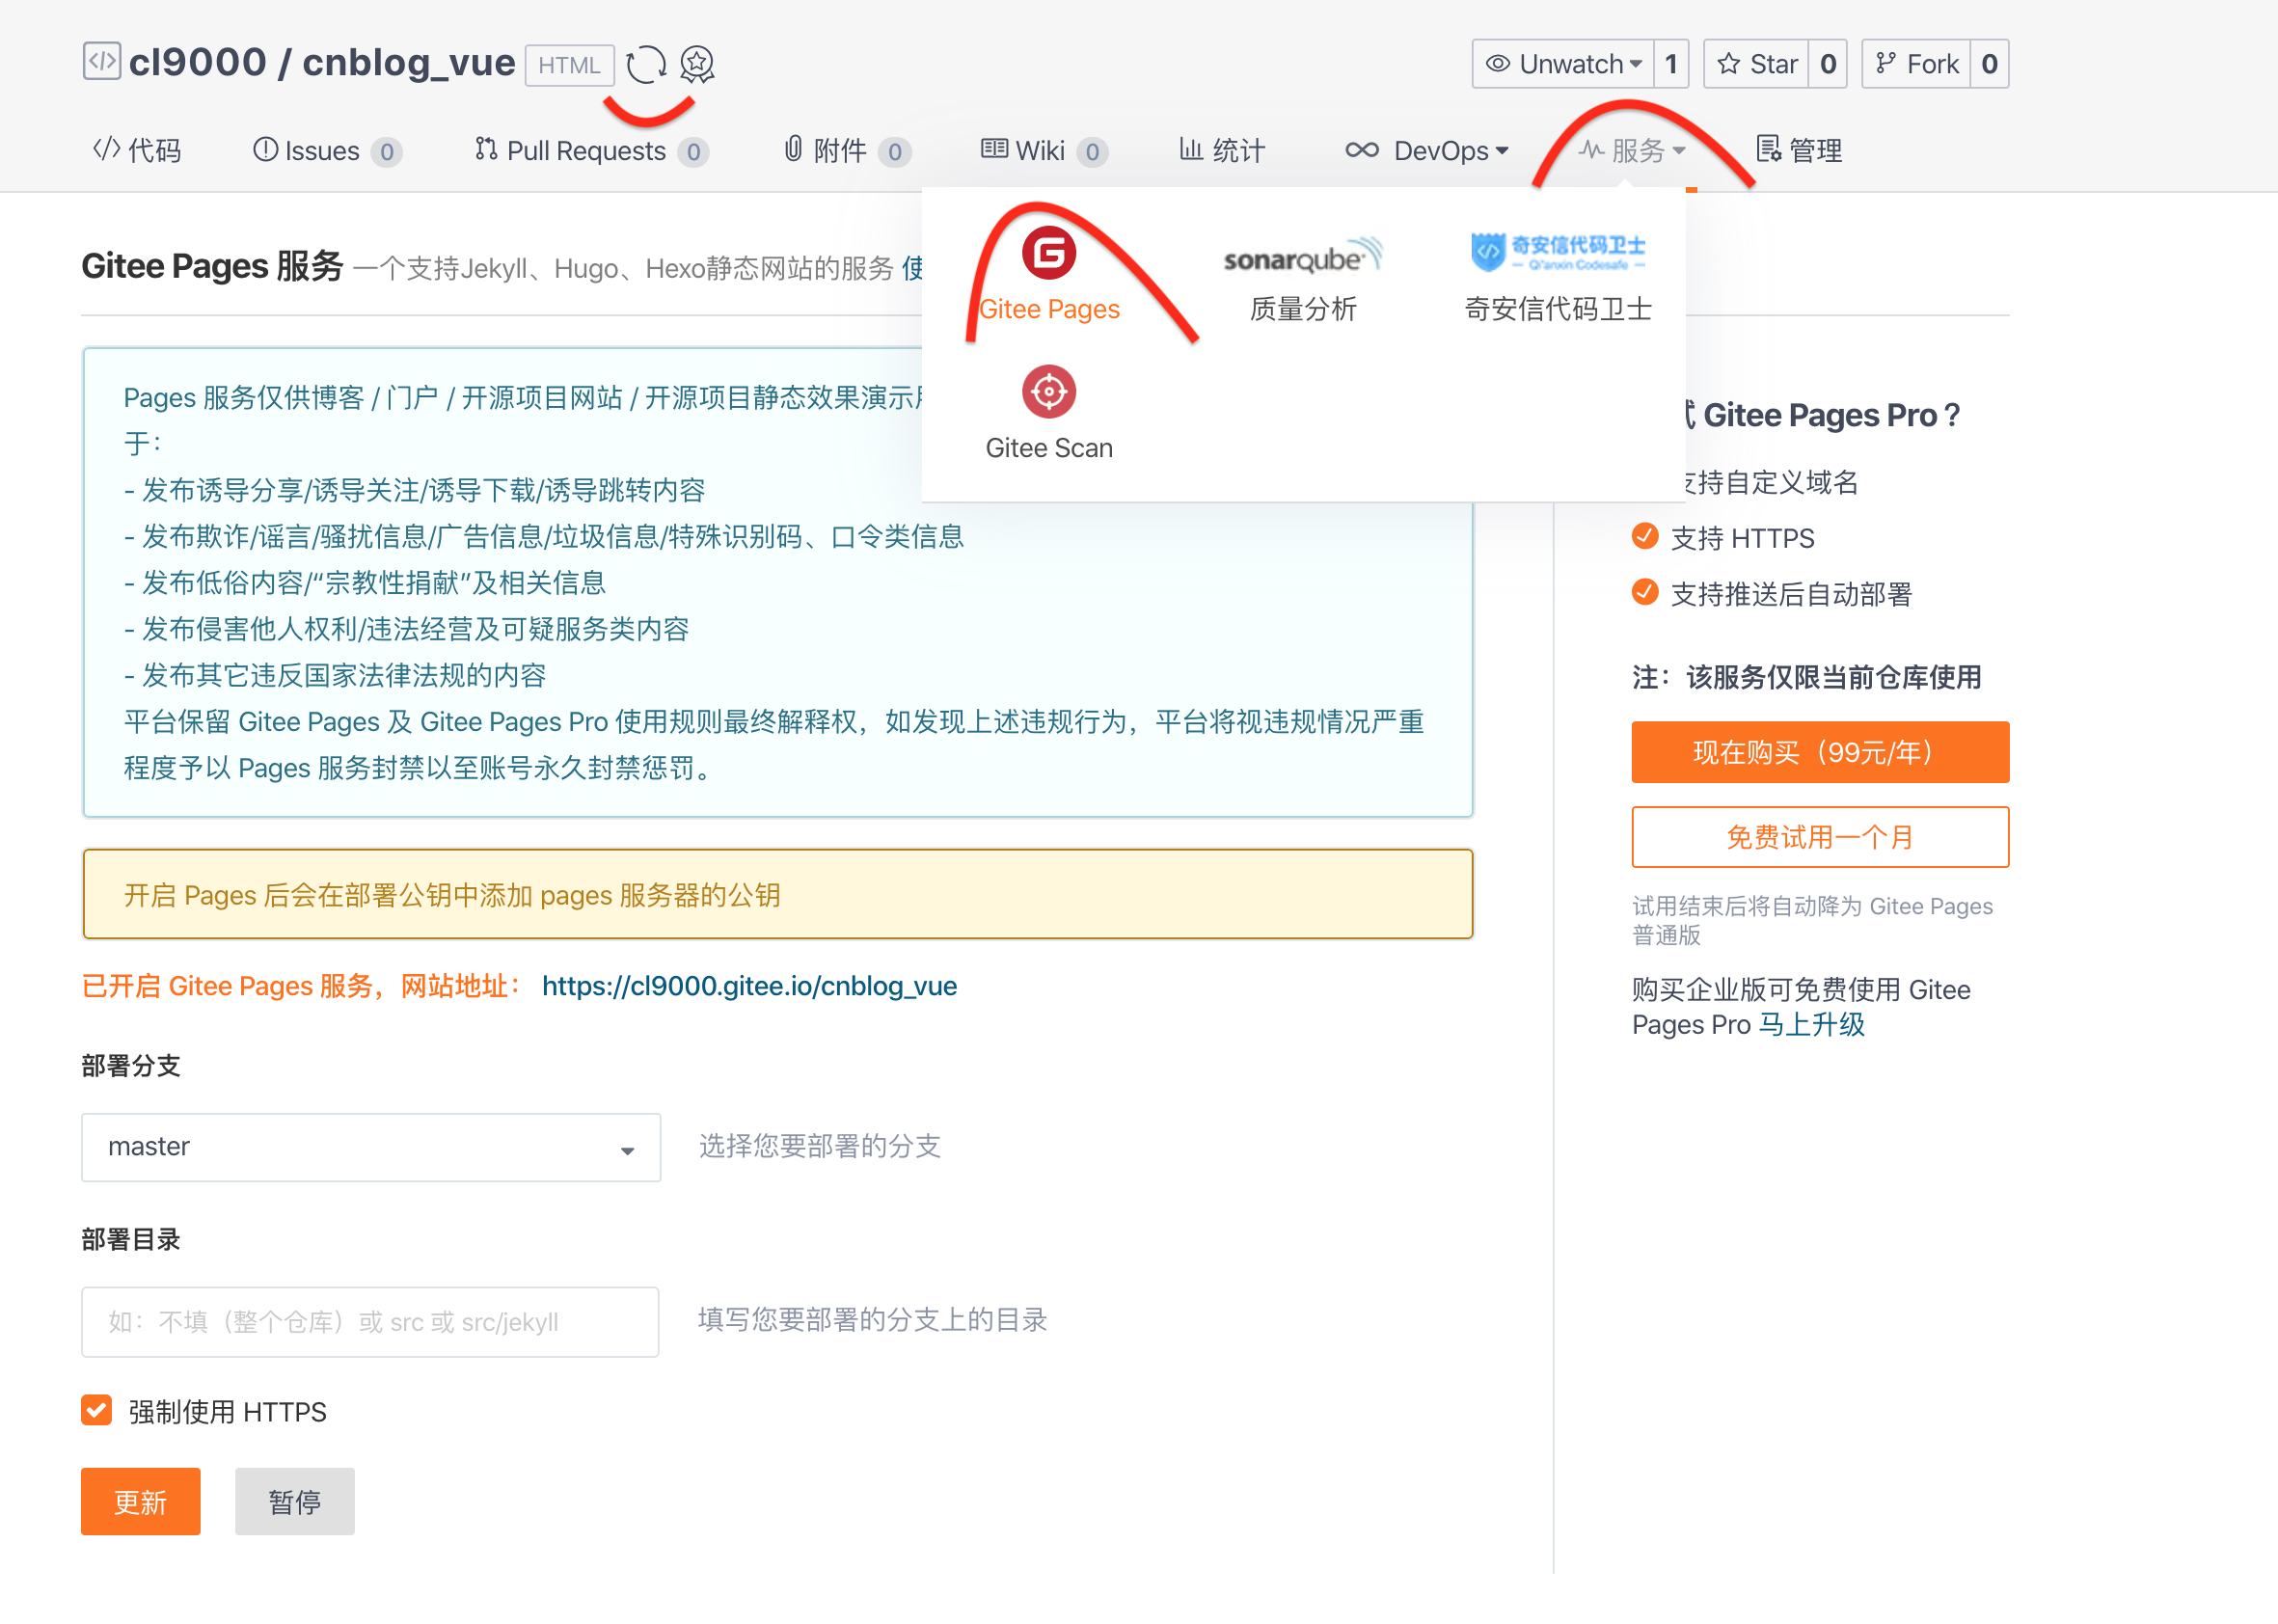 cl9000 / cnblog_vue HTML
Unwatch 1 Star 0 Fork 0
代码 Issues 0 Pull Requests 0 附件 0 Wiki 0 统计 DevOps 服务 管理
Gitee Pages 服务 一个支持Jekyll、Hugo、Hexo静态网站的服务 使
Gitee Pages
sonarqube
质量分析
奇安信代码卫士
Qi'anxin Codesafe
奇安信代码卫士
Gitee Scan
Pages 服务仅供博客 / 门户 / 开源项目网站 / 开源项目静态效果演示
于：
- 发布诱导分享/诱导关注/诱导下载/诱导跳转内容
- 发布欺诈/谣言/骚扰信息/广告信息/垃圾信息/特殊识别码、口令类信息
- 发布低俗内容/“宗教性捐献”及相关信息
- 发布侵害他人权利/违法经营及可疑服务类内容
- 发布其它违反国家法律法规的内容
平台保留 Gitee Pages 及 Gitee Pages Pro 使用规则最终解释权，如发现上述违规行为，平台将视违规情况严重
程度予以 Pages 服务封禁以至账号永久封禁惩罚。
开启 Pages 后会在部署公钥中添加 pages 服务器的公钥
已开启 Gitee Pages 服务，网站地址： https://cl9000.gitee.io/cnblog_vue
部署分支
master
选择您要部署的分支
部署目录
如：不填（整个仓库）或 src 或 src/jekyll
填写您要部署的分支上的目录
强制使用 HTTPS
更新 暂停
Gitee Pages Pro ?
支持自定义域名
支持 HTTPS
支持推送后自动部署
注：该服务仅限当前仓库使用
现在购买（99元/年）
免费试用一个月
试用结束后将自动降为 Gitee Pages
普通版
购买企业版可免费使用 Gitee
Pages Pro 马上升级